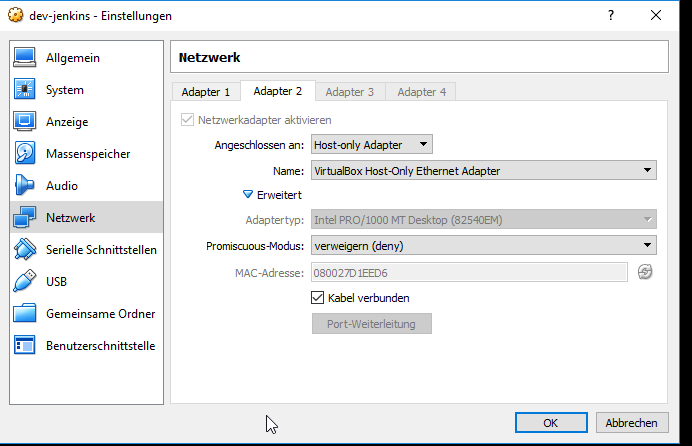 dev-jenkins - Einstellungen
?
Allgemein
System
Anzeige
Massenspeicher
Audio
Netzwerk
Serielle Schnittstellen
USB
Gemeinsame Ordner
Benutzerschnittstelle
Netzwerk
Adapter 1 Adapter 2 Adapter 3 Adapter 4
Netzwerkadapter aktivieren
Angeschlossen an: Host-only Adapter
Name: VirtualBox Host-Only Ethernet Adapter
Erweitert
Adaptertyp: Intel PRO/1000 MT Desktop (82540EM)
Promiscuous-Modus: verweigern (deny)
MAC-Adresse: 080027D1EED6
Kabel verbunden
Port-Weiterleitung
OK Abbrechen